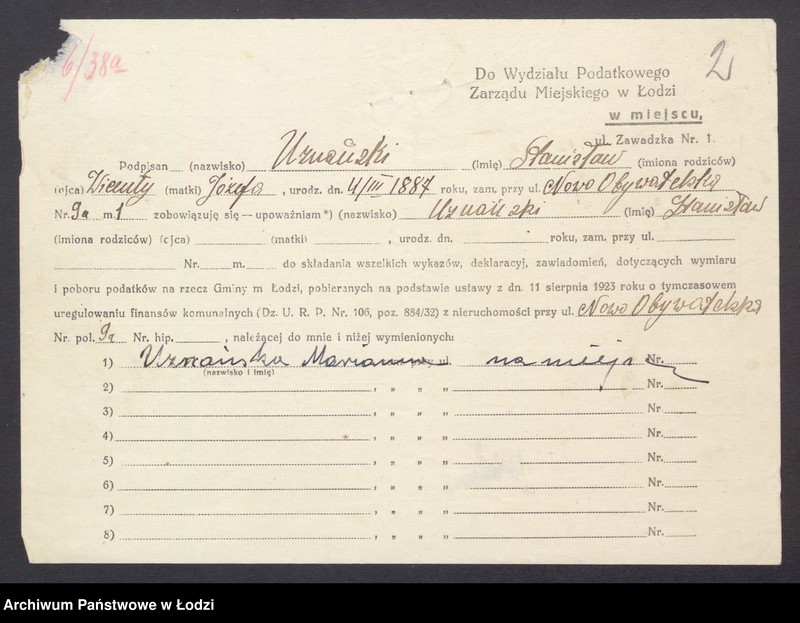 6/38a
2
Do Wydziału Podatkowego
Zarządu Miejskiego w Łodzi
w miejscu,
ul. Zawadzka Nr. 1.
Podpisan (nazwisko) Uznański (imię) Stanisław (imiona rodziców)
(ojca) Wicenty (matki) Józefa, urodz. dn. 4/III 1887 roku, zam. przy ul. Nowo Obywatelska
Nr. 9a m. 1 zobowiązuję się — upoważniam *) (nazwisko) Uznański (imię) Stanisław
(imiona rodziców) (ojca) (matki) , urodz. dn. roku, zam. przy ul.
Nr. m. do składania wszelkich wykazów, deklaracyj, zawiadomień, dotyczących wymiaru
i poboru podatków na rzecz Gminy m Łodzi, pobieranych na podstawie ustawy z dn. 11 sierpnia 1923 roku o tymczasowem
uregulowaniu finansów komunalnych (Dz. U. R. P. Nr. 106, poz. 884/32) z nieruchomości przy ul. Nowo Obywatelska
Nr. pol. 9a Nr. hip. , należącej do mnie i niżej wymienionych:
1) Uznańska Marianna ul. na miejscu Nr.
(nazwisko i imię)
2) , „ „ „ Nr.
3) , „ „ „ Nr.
4) , „ „ „ Nr.
5) , „ „ „ Nr.
6) , „ „ „ Nr.
7) , „ „ „ Nr.
8) , „ „ „ Nr.
Archiwum Państwowe w Łodzi